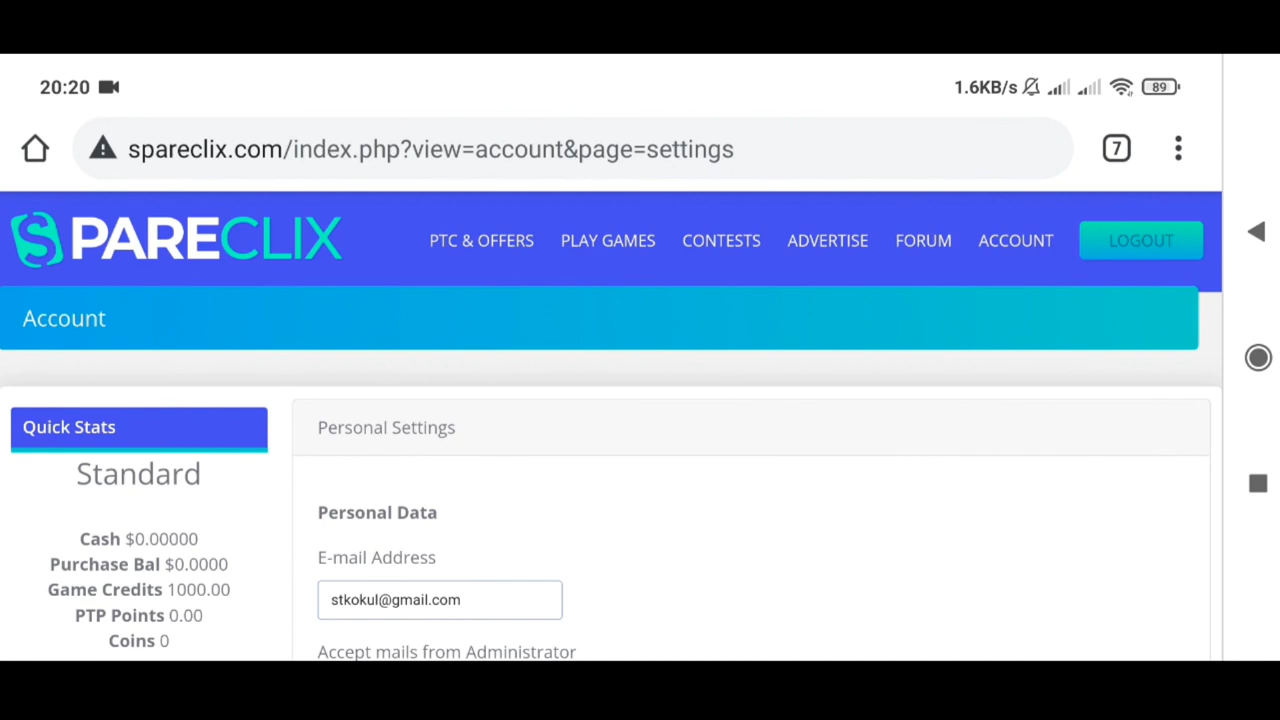 20:20
1.6KB/s
89
spareclix.com/index.php?view=account&page=settings
7
SPARECLIX
PTC & OFFERS
PLAY GAMES
CONTESTS
ADVERTISE
FORUM
ACCOUNT
LOGOUT
Account
Quick Stats
Standard
Cash $0.00000
Purchase Bal $0.0000
Game Credits 1000.00
PTP Points 0.00
Coins 0
Personal Settings
Personal Data
E-mail Address
stkokul@gmail.com
Accept mails from Administrator